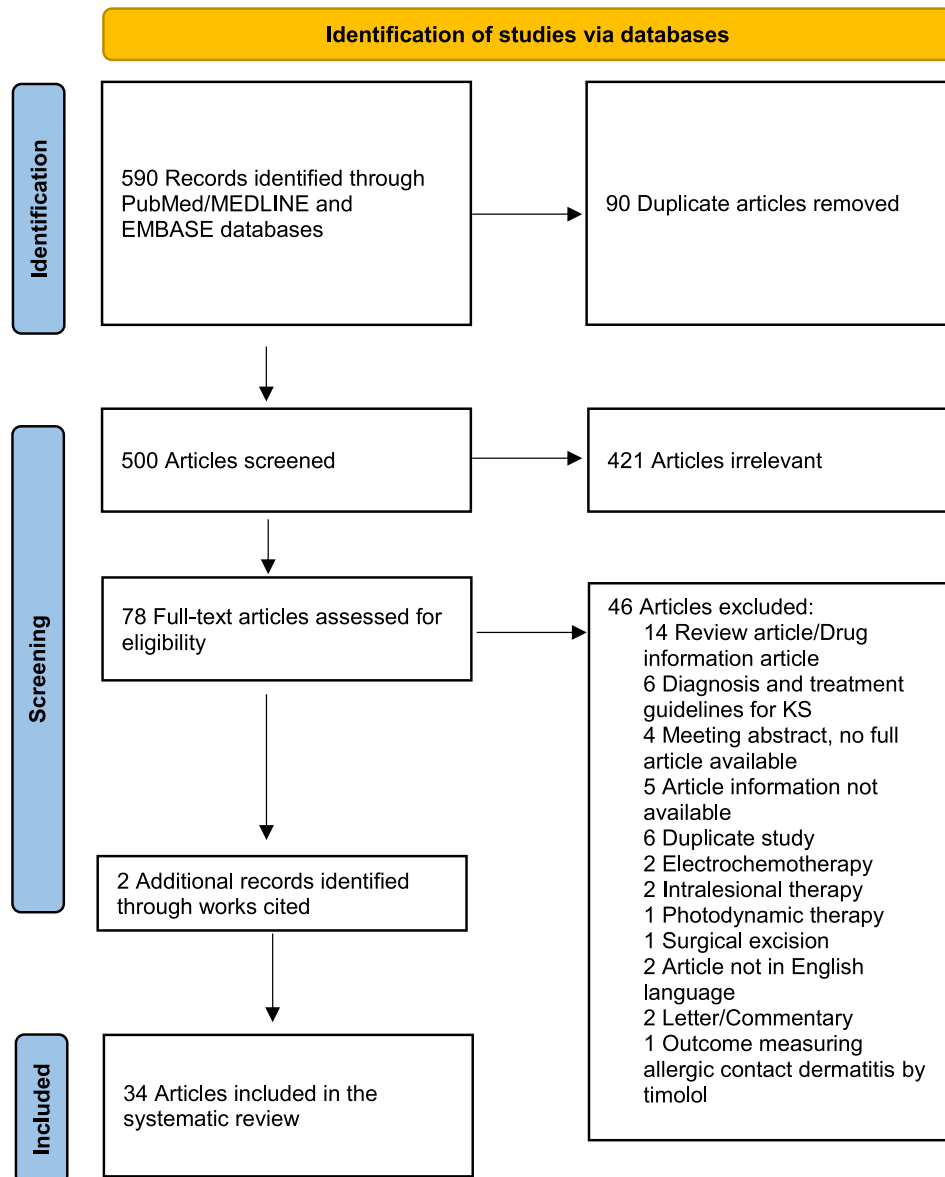 Identification of studies via databases
Identification
590 Records identified through
PubMed/MEDLINE and
EMBASE databases
90 Duplicate articles removed
Screening
500 Articles screened
421 Articles irrelevant
78 Full-text articles assessed for
eligibility
46 Articles excluded:
14 Review article/Drug
information article
6 Diagnosis and treatment
guidelines for KS
4 Meeting abstract, no full
article available
5 Article information not
available
6 Duplicate study
2 Electrochemotherapy
2 Intralesional therapy
1 Photodynamic therapy
1 Surgical excision
2 Article not in English
language
2 Letter/Commentary
1 Outcome measuring
allergic contact dermatitis by
timolol
2 Additional records identified
through works cited
Included
34 Articles included in the
systematic review